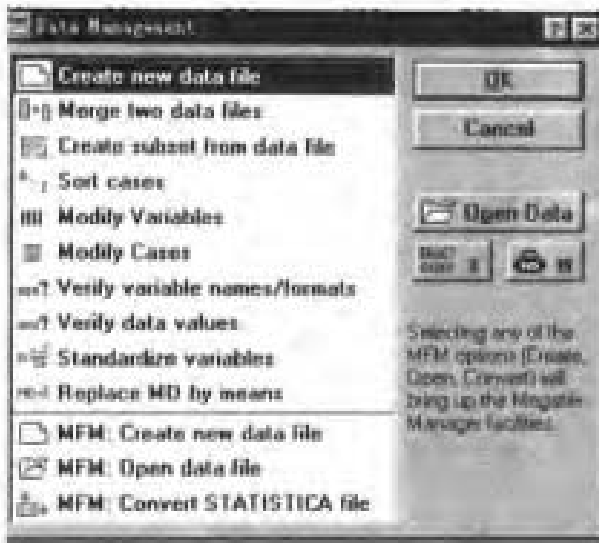 Data Management
Create new data file
Merge two data files
Create subset from data file
Sort cases
Modify Variables
Modify Cases
Verify variable names/formats
Verify data values
Standardize variables
Replace MD by means
MFM: Create new data file
MFM: Open data file
MFM: Convert STATISTICA file
OK
Cancel
Open Data
Selecting any of the
MFM options (Create,
Open, Convert) will
bring up the Megafile
Manager facilities.